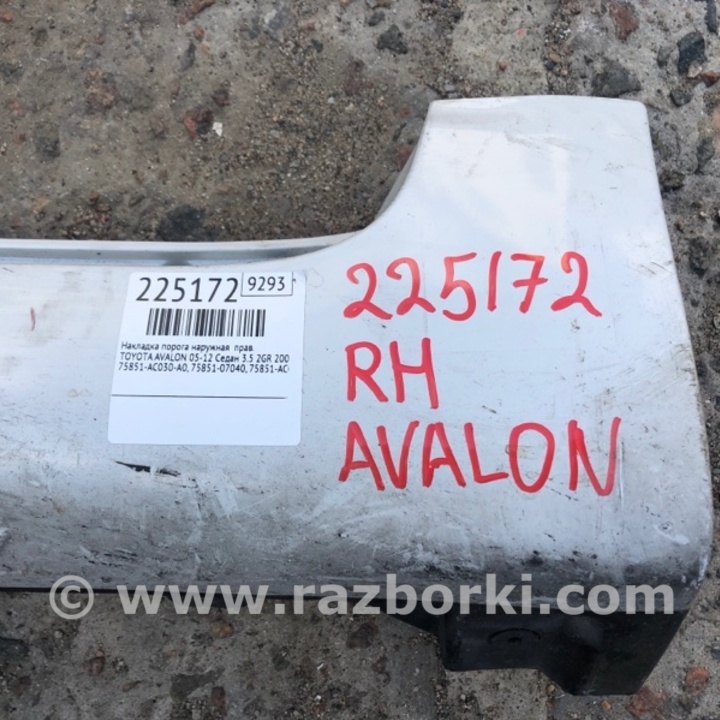 225172 9293
Накладка порога наружная прав.
TOYOTA AVALON 05-12 Седан 3.5 2GR 200
75851-AC030-A0, 75851-07040, 75851-AC
225172
RH
AVALON
© www.razborki.com